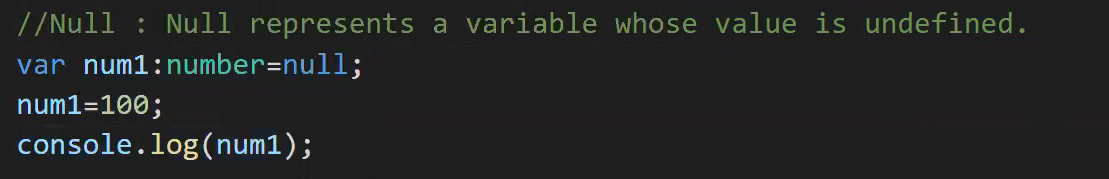 //Null : Null represents a variable whose value is undefined.
var num1:number=null;
num1=100;
console.log(num1);